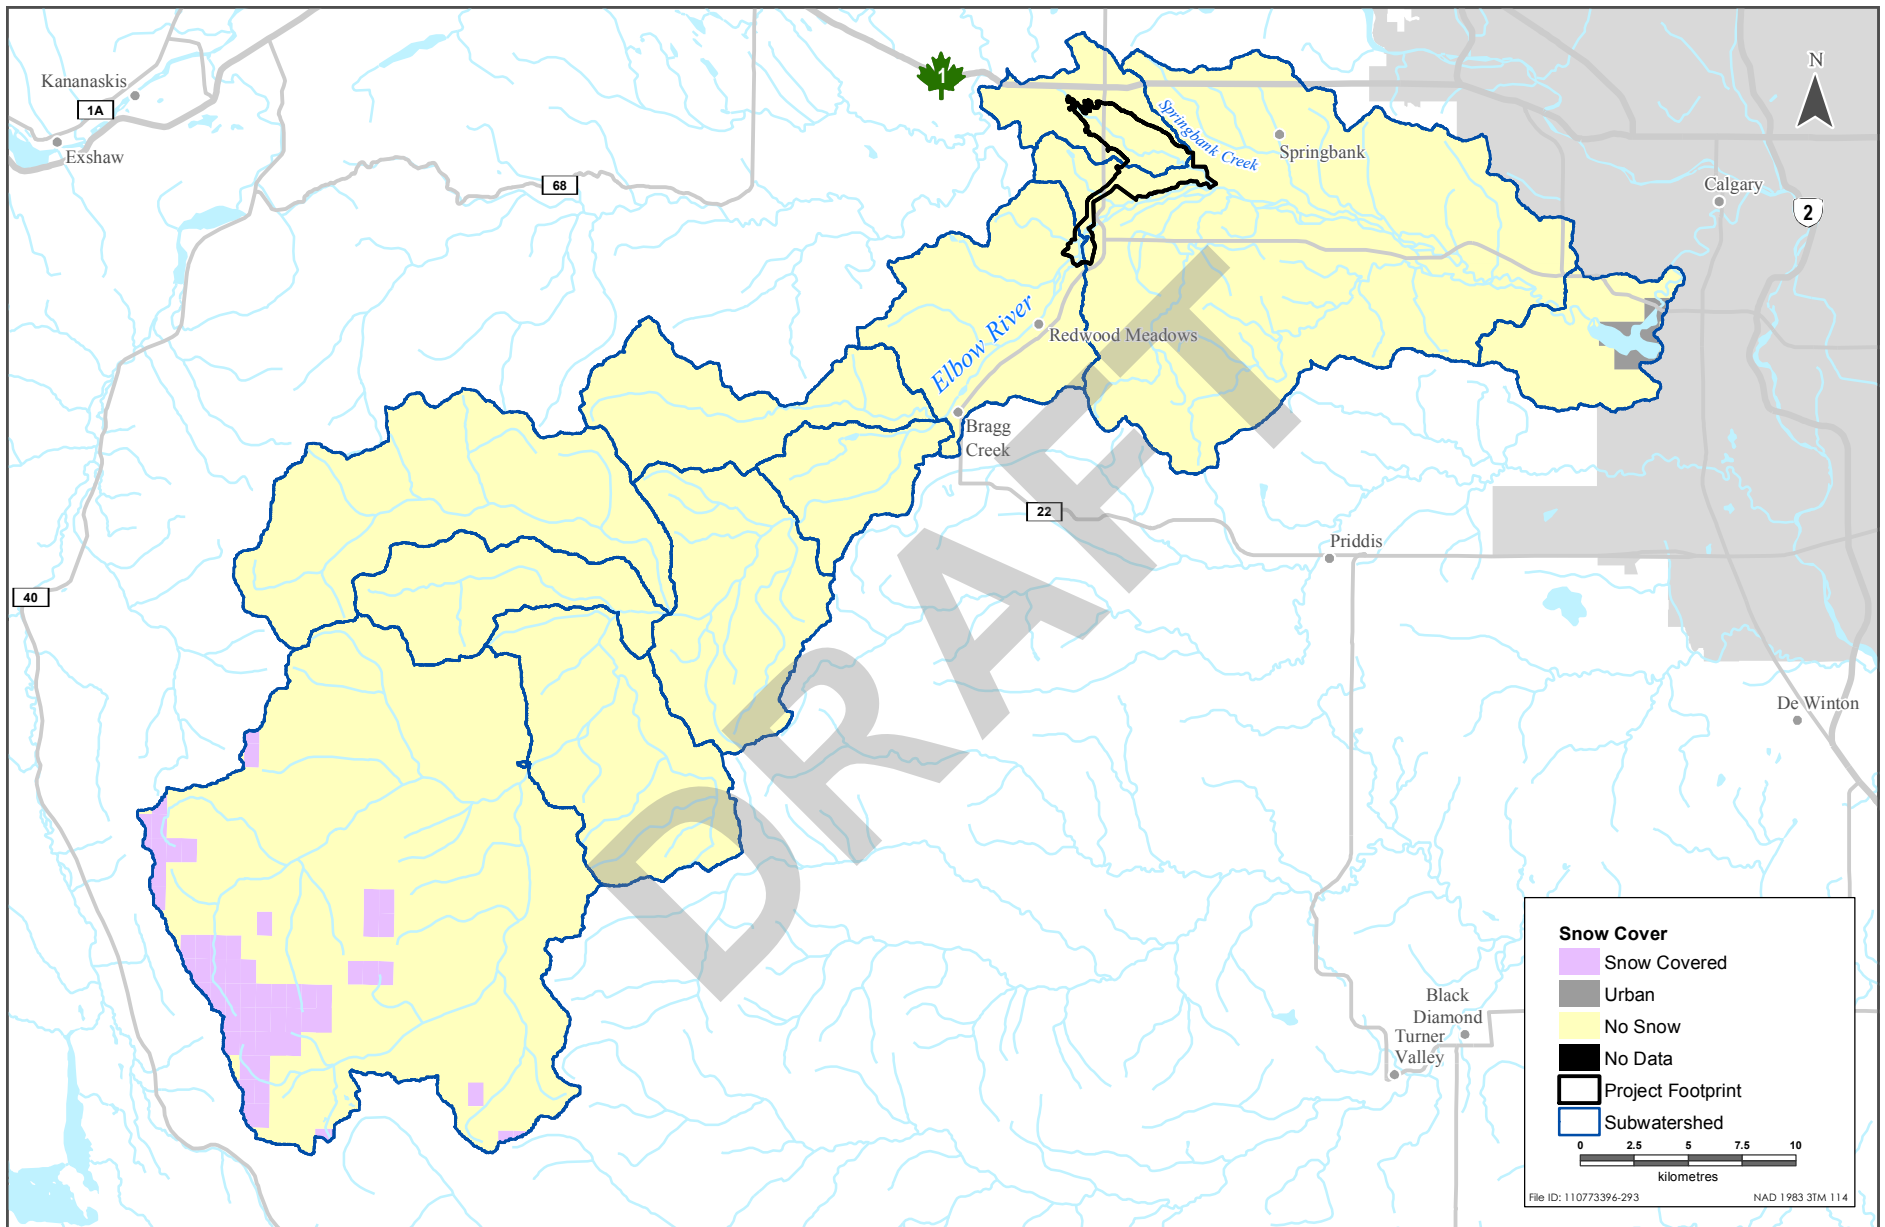 1
N
Kananaskis
1A
Exshaw
68
Springbank Creek
Springbank
Calgary
2
Elbow River
Redwood Meadows
Bragg
Creek
22
Priddis
40
De Winton
DRAFT
Black
Diamond
Turner
Valley
Snow Cover
Snow Covered
Urban
No Snow
No Data
Project Footprint
Subwatershed
0 2.5 5 7.5 10
kilometres
File ID: 110773396-293 NAD 1983 3TM 114